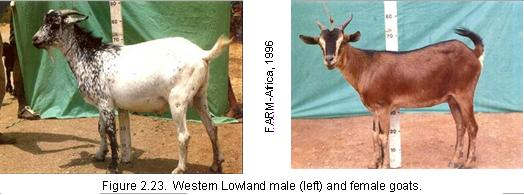 FARM-Africa, 1996
Figure 2.23. Western Lowland male (left) and female goats.